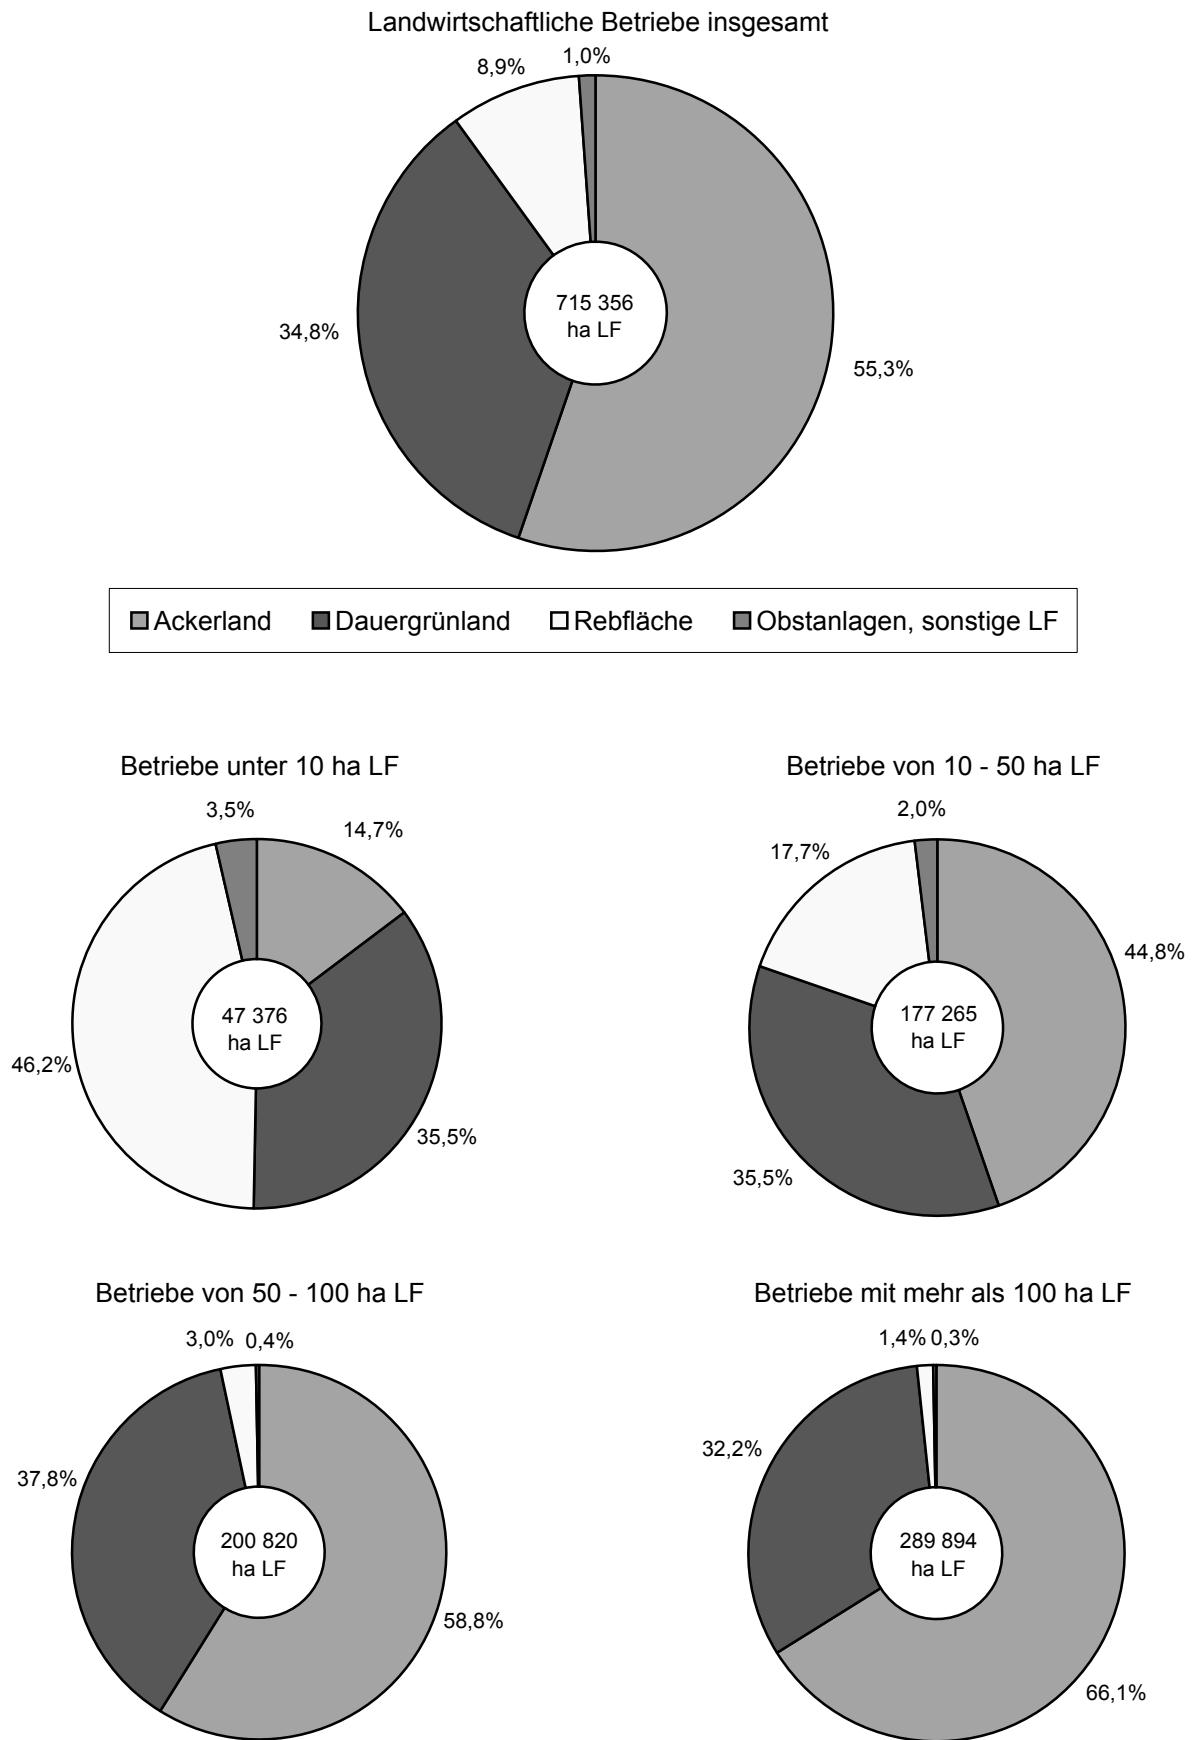 Landwirtschaftliche Betriebe insgesamt
8,9%
1,0%
34,8%
715 356
ha LF
55,3%
Ackerland Dauergrünland Rebfläche Obstanlagen, sonstige LF
Betriebe unter 10 ha LF
3,5%
14,7%
47 376
ha LF
46,2%
35,5%
Betriebe von 10 - 50 ha LF
2,0%
17,7%
44,8%
177 265
ha LF
35,5%
Betriebe von 50 - 100 ha LF
3,0% 0,4%
37,8%
200 820
ha LF
58,8%
Betriebe mit mehr als 100 ha LF
1,4% 0,3%
32,2%
289 894
ha LF
66,1%